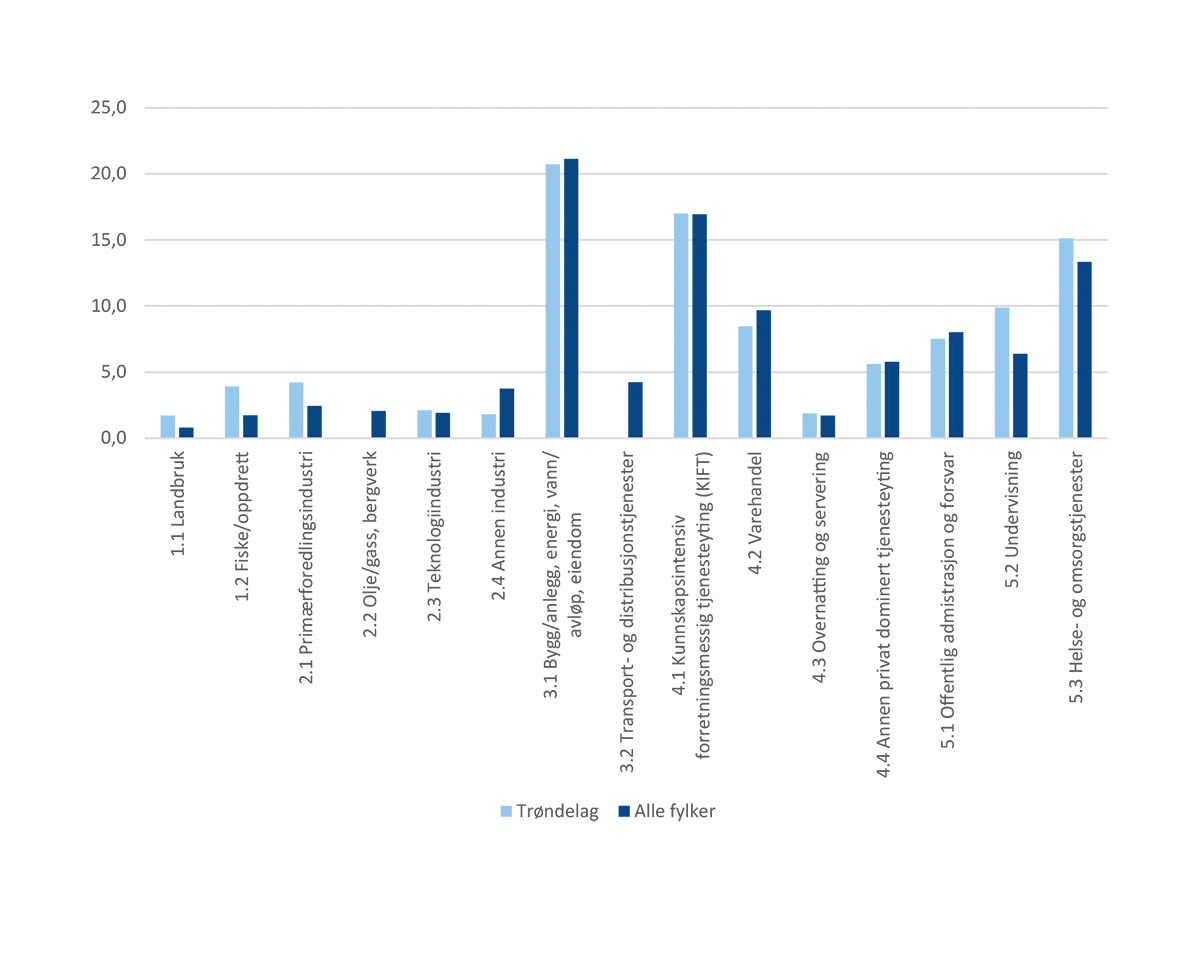 25,0
20,0
15,0
10,0
5,0
0,0
1.1 Landbruk
1.2 Fiske/oppdrett
2.1 Primærforedlingsindustri
2.2 Olje/gass, bergverk
2.3 Teknologiindustri
2.4 Annen industri
3.1 Bygg/anlegg, energi, vann/
avløp, eiendom
3.2 Transport- og distribusjonstjenester
4.1 Kunnskapsintensiv
forretningsmessig tjenesteyting (KIFT)
4.2 Varehandel
4.3 Overnatting og servering
4.4 Annen privat dominert tjenesteyting
5.1 Offentlig admistrasjon og forsvar
5.2 Undervisning
5.3 Helse- og omsorgstjenester
Trøndelag
Alle fylker